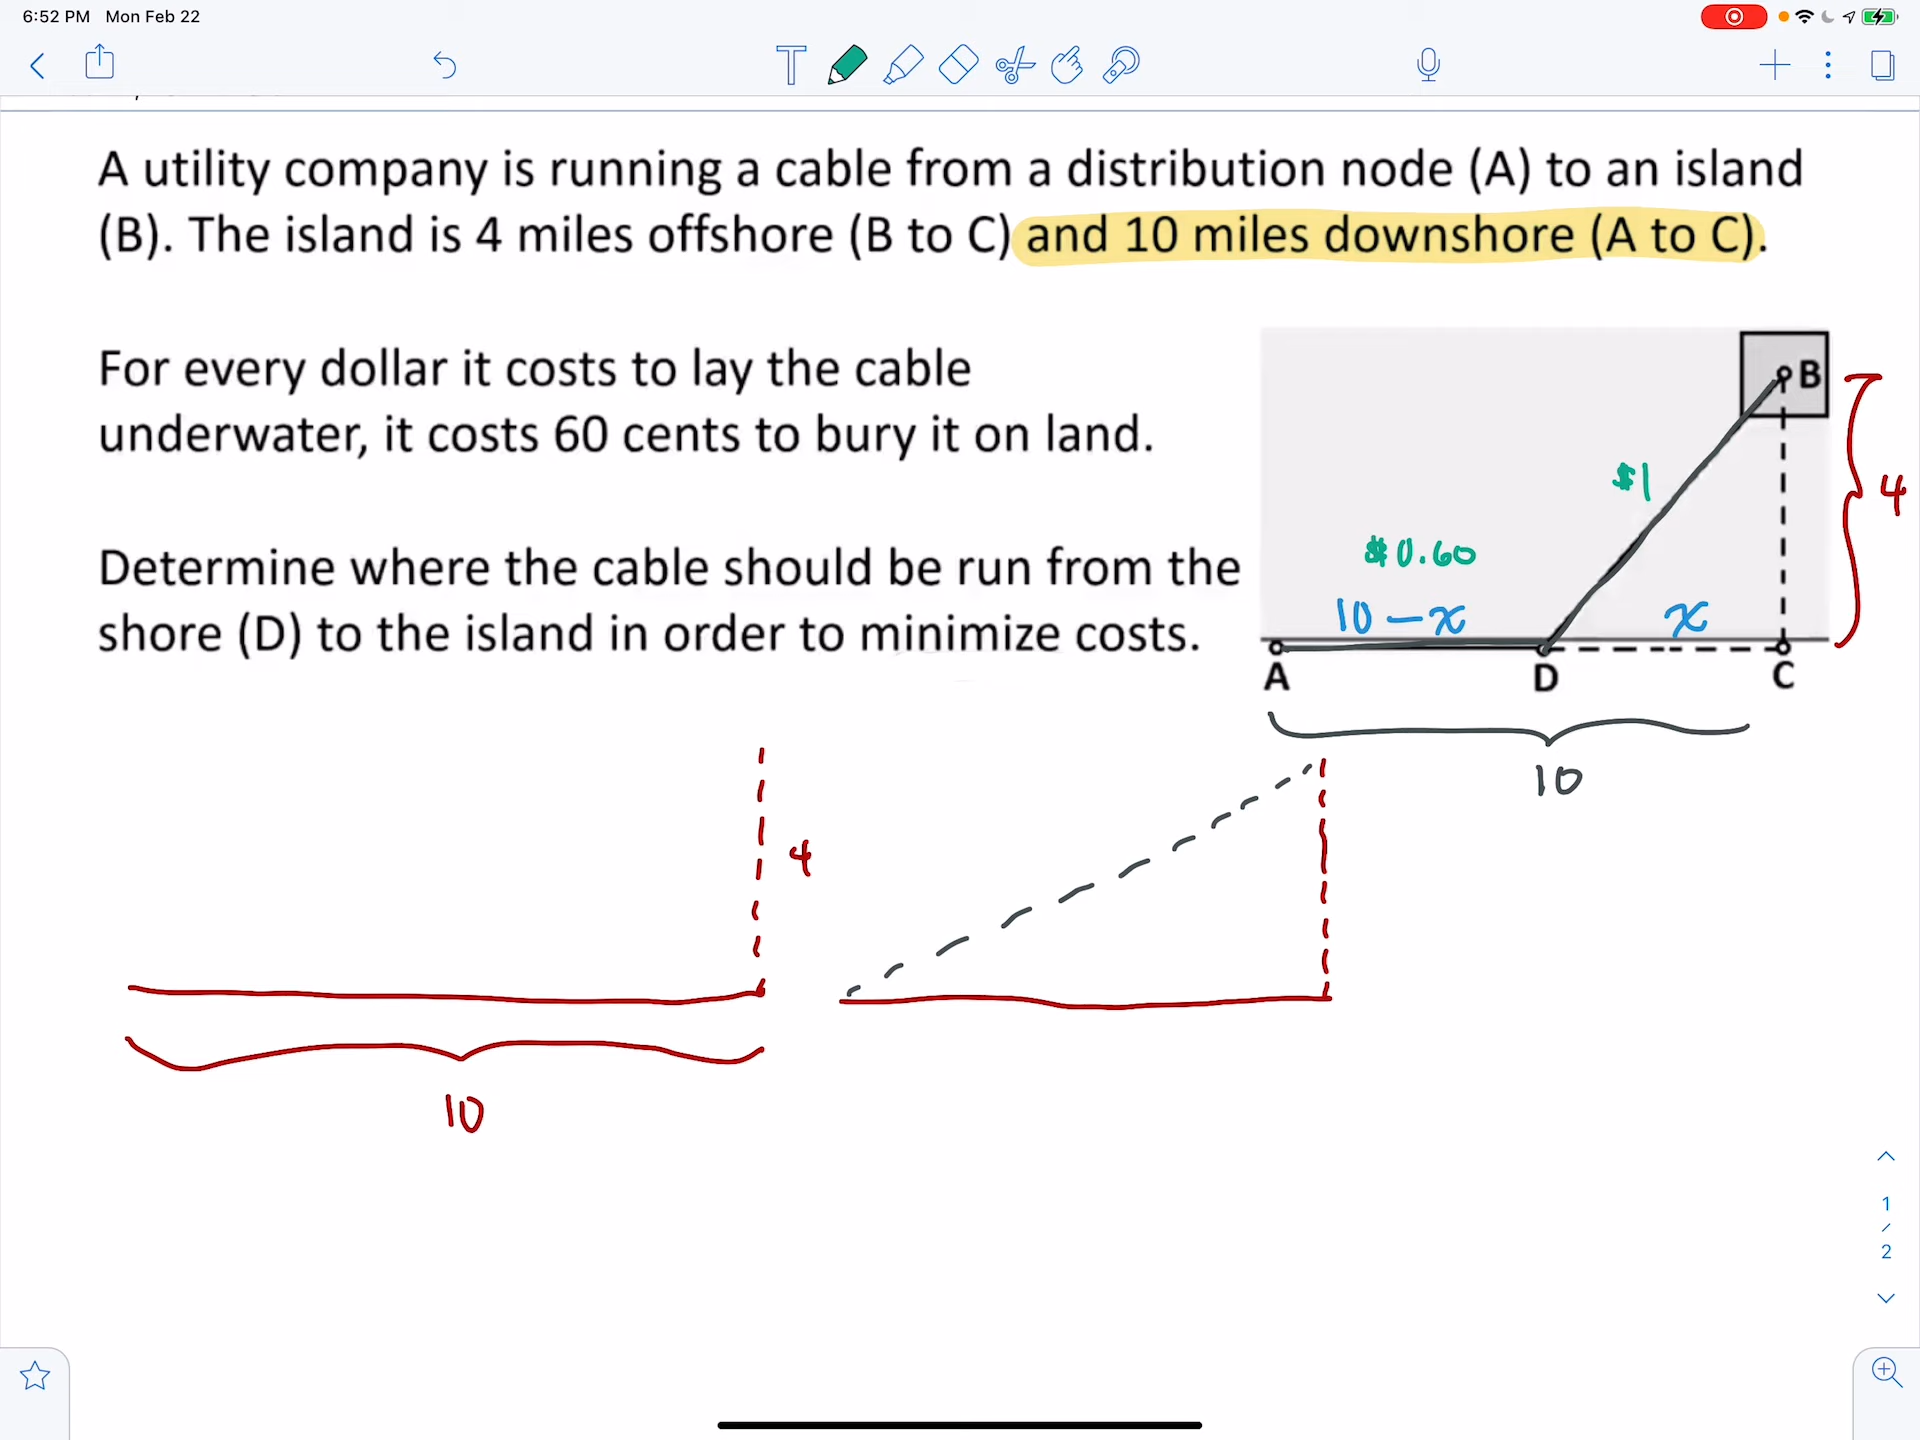 6:52 PM Mon Feb 22
T
A utility company is running a cable from a distribution node (A) to an island
(B). The island is 4 miles offshore (B to C) and 10 miles downshore (A to C).
For every dollar it costs to lay the cable
underwater, it costs 60 cents to bury it on land.
Determine where the cable should be run from the
shore (D) to the island in order to minimize costs.
B
$1
4
$0.60
10 - x
x
A
D
C
10
4
10
1
/
2